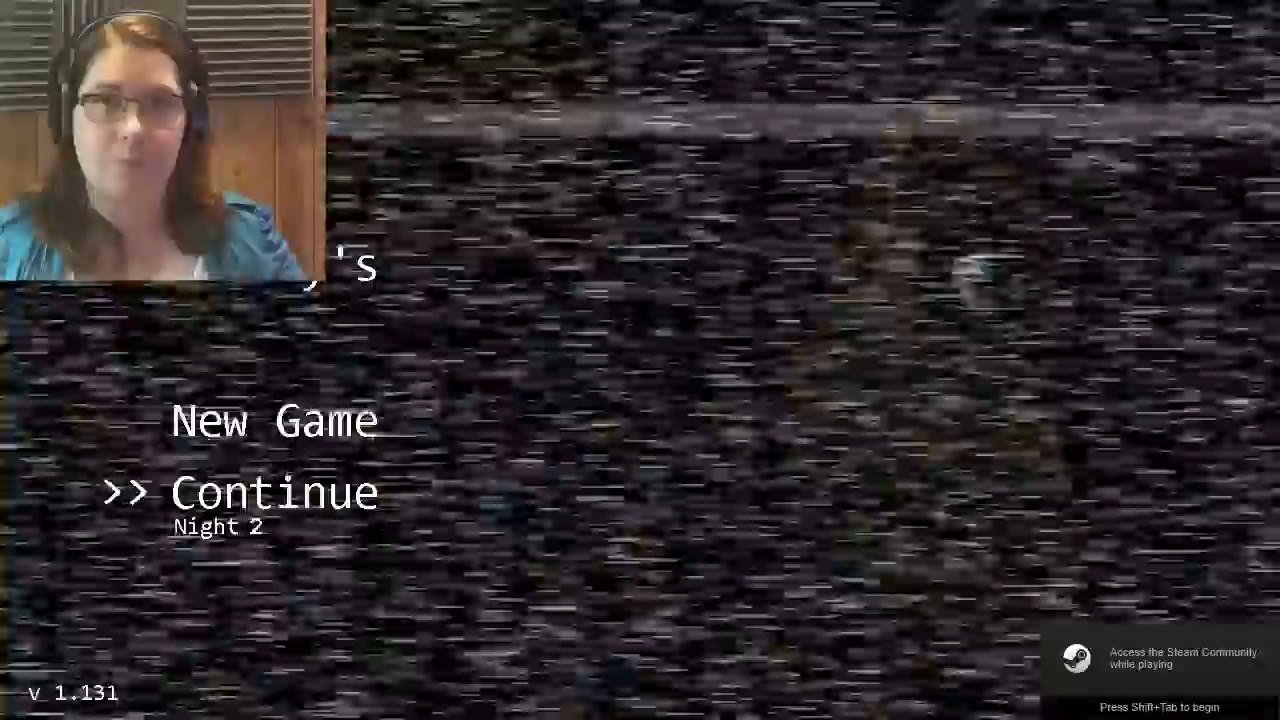 's
New Game
>> Continue
Night 2
v 1.131
Access the Steam Community
while playing
Press Shift+Tab to begin